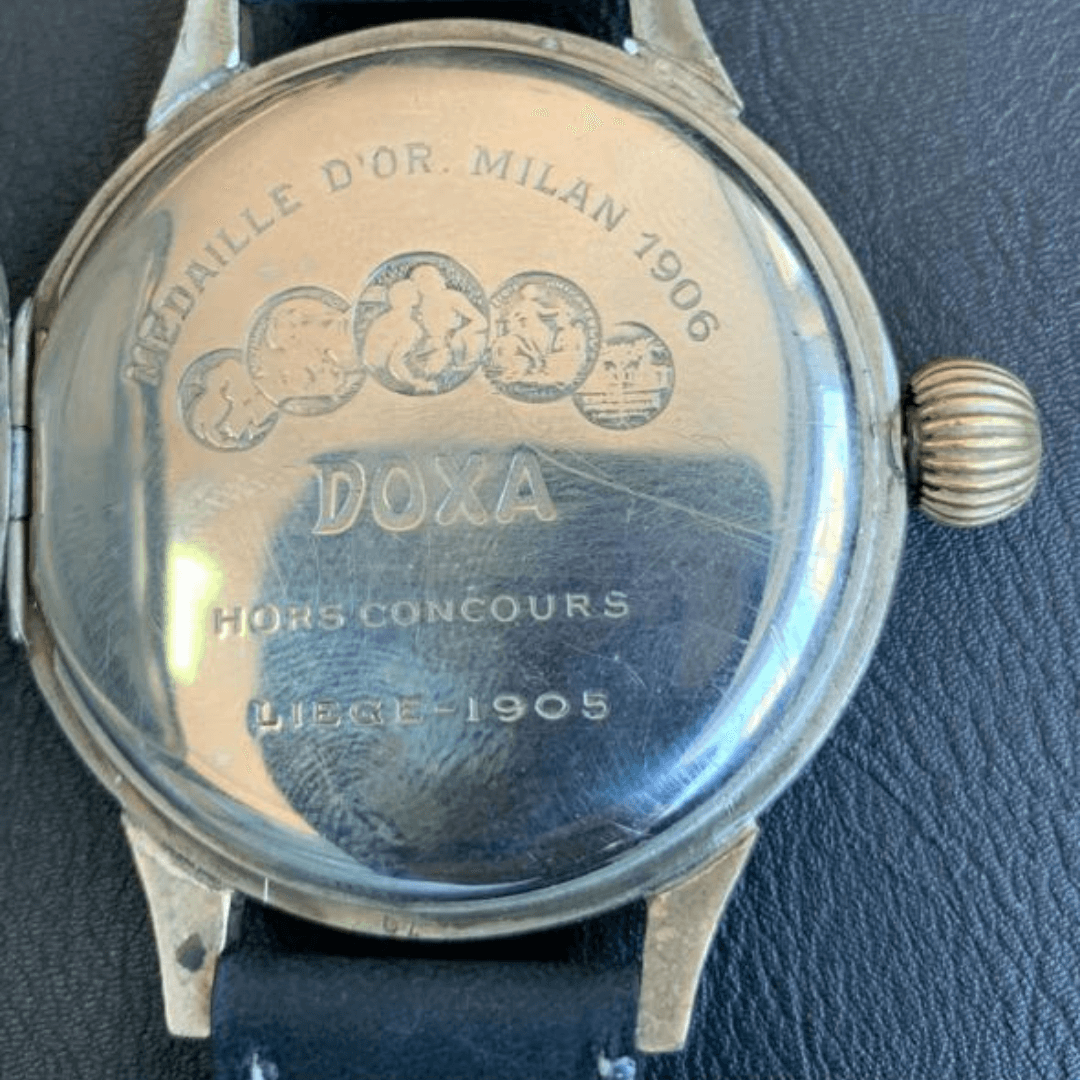 MEDAILLE D'OR. MILAN 1906
DOXA
HORS CONCOURS
LIEGE-1905